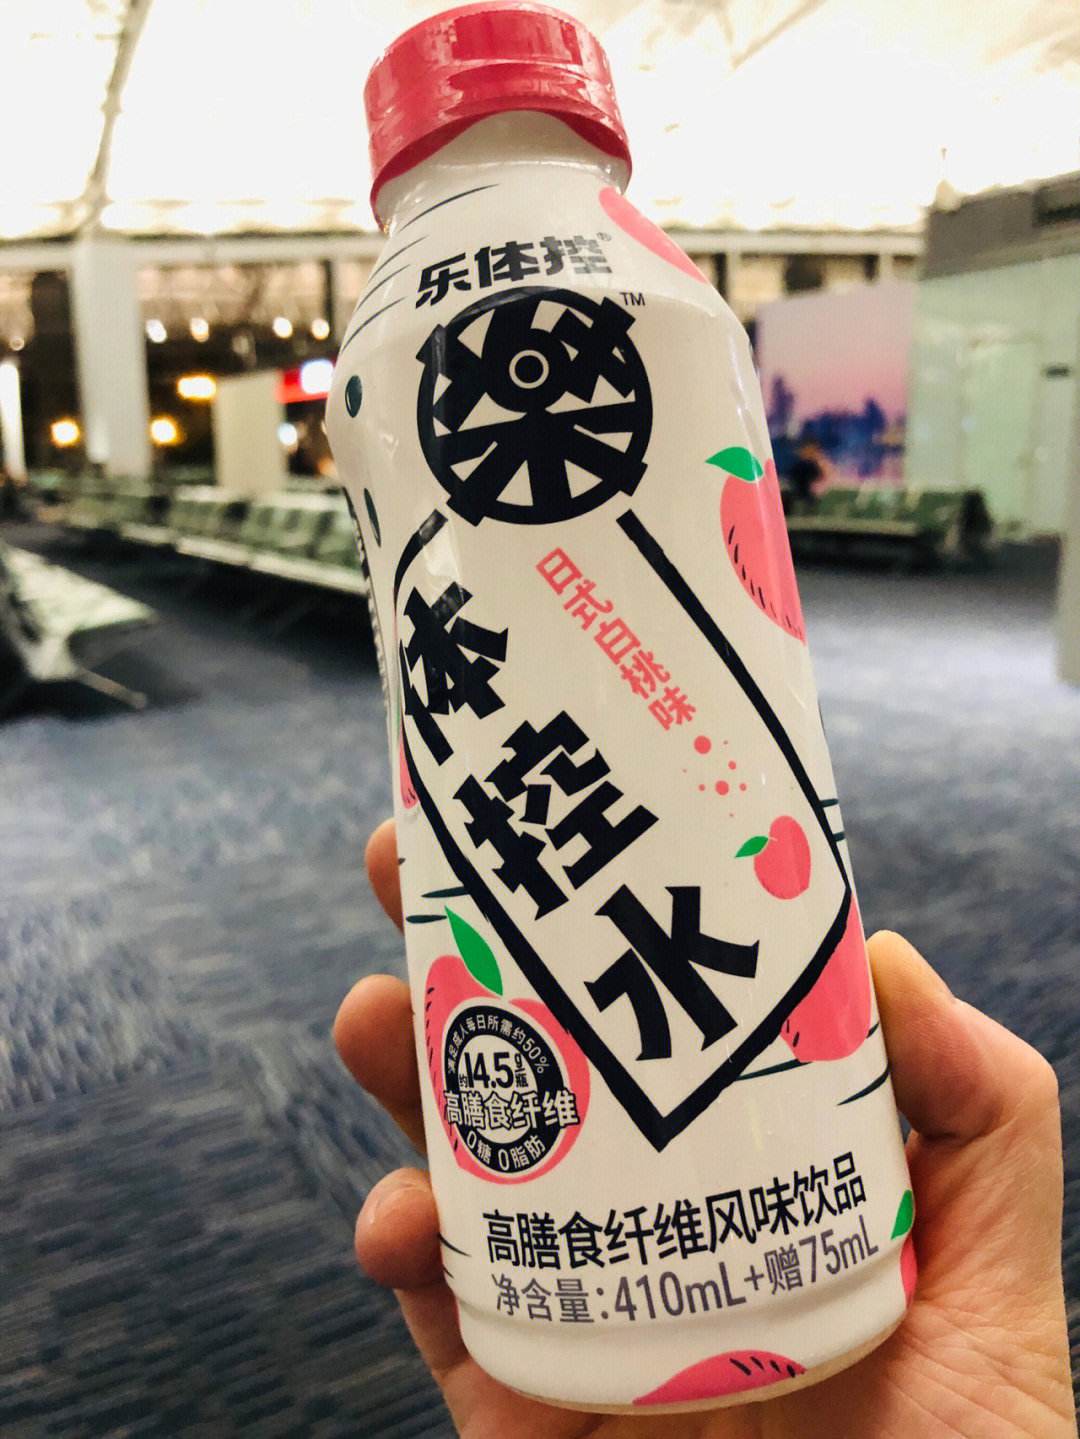 乐体控®
樂
TM
体控水
日式白桃味
满足成人每日所需约50%
约14.5g/瓶
高膳食纤维
0糖 0脂肪
高膳食纤维风味饮品
净含量:410mL+赠75mL